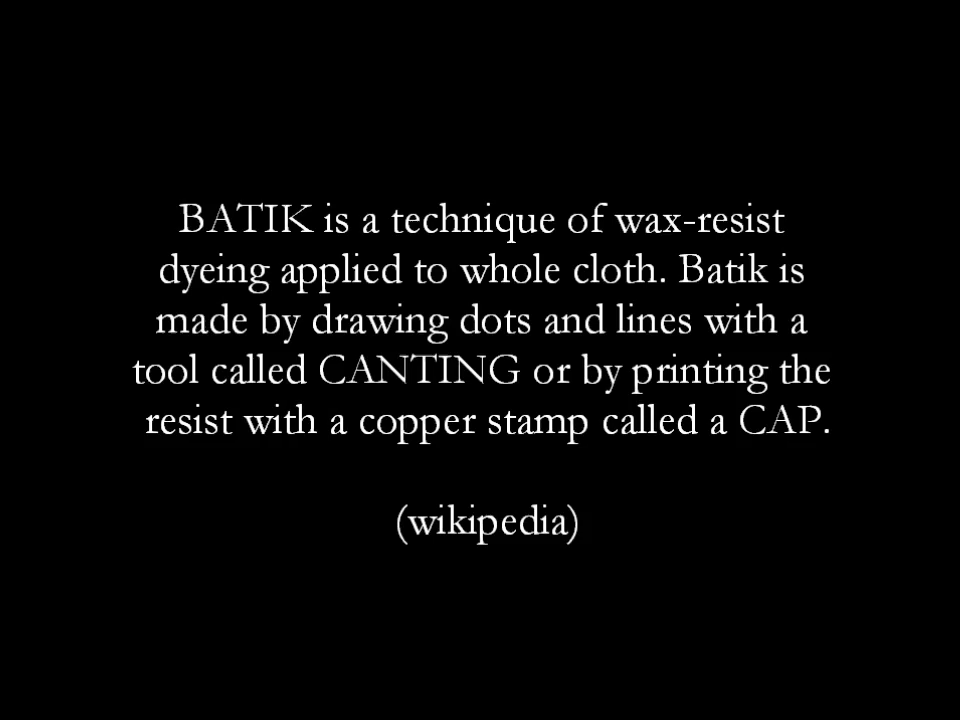 BATIK is a technique of wax-resist
dyeing applied to whole cloth. Batik is
made by drawing dots and lines with a
tool called CANTING or by printing the
resist with a copper stamp called a CAP.
(wikipedia)